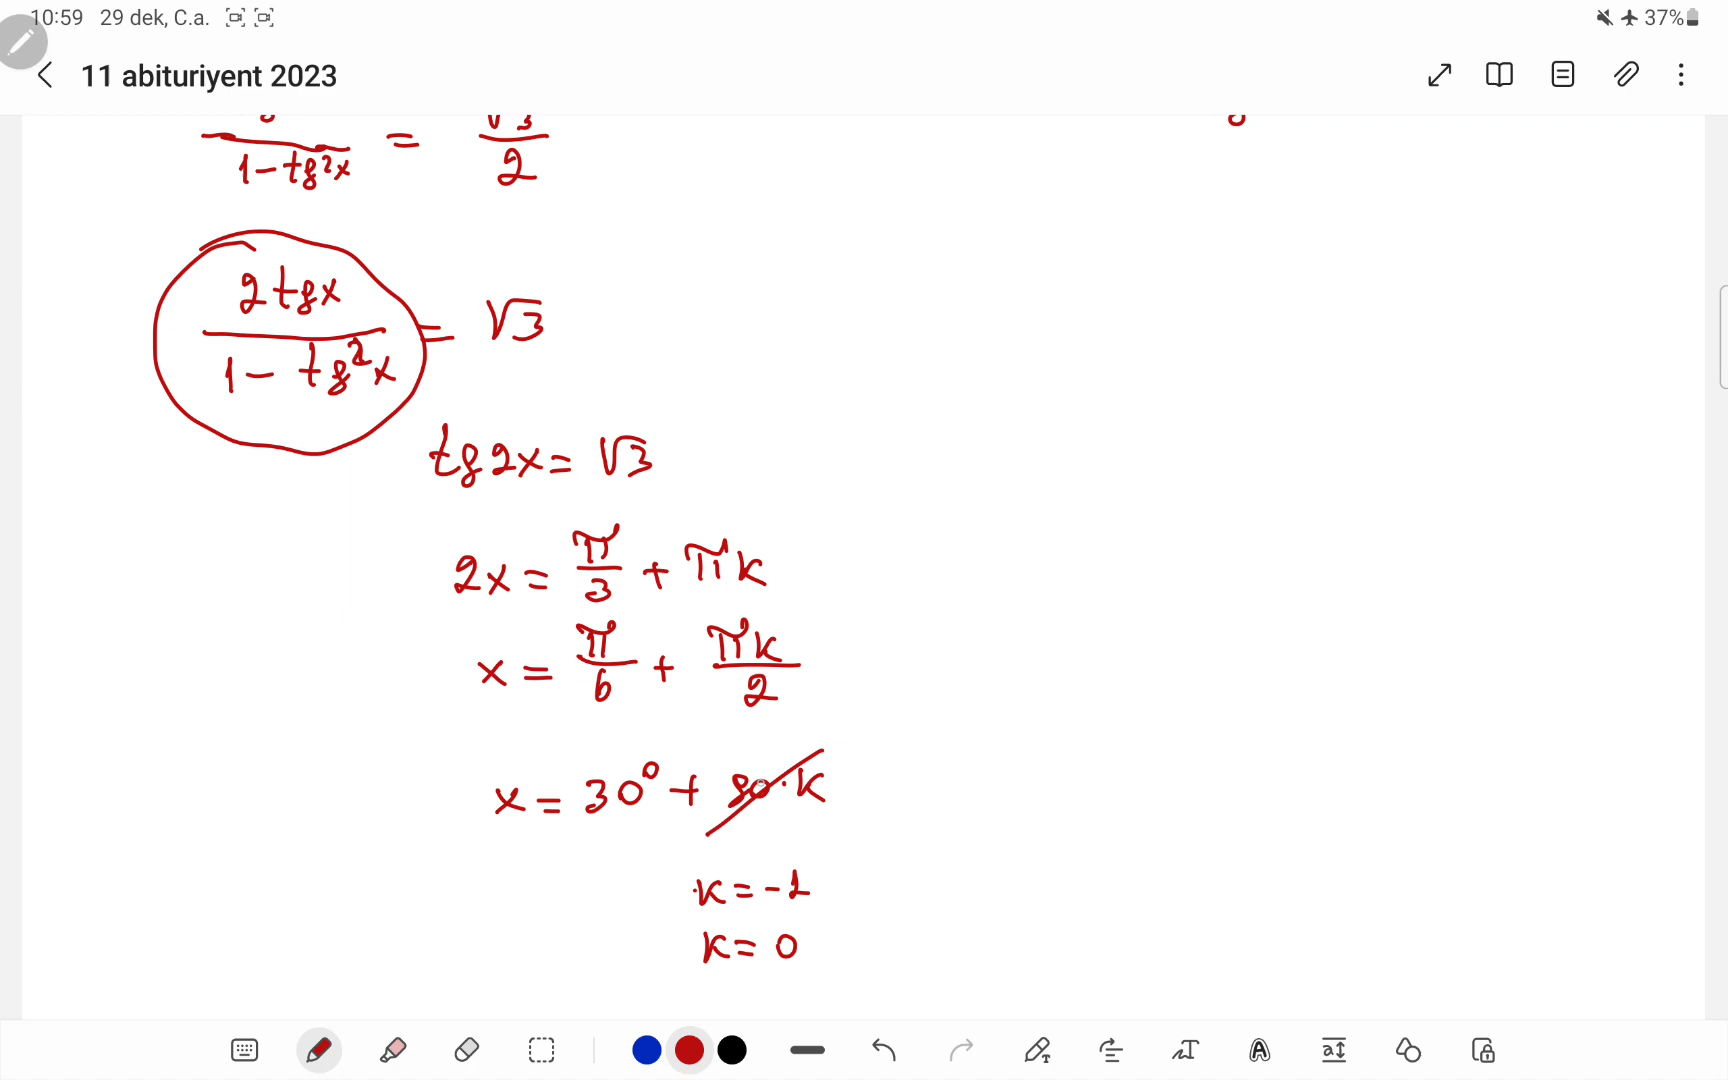 10:59 29 dek, C.a. 37%
11 abituriyent 2023
1-tg²x = √3/2
2tgx/(1 - tg²x) = √3
tg2x = √3
2x = π/3 + πk
x = π/6 + πk/2
x = 30° + 90·k
k = -1
k = 0